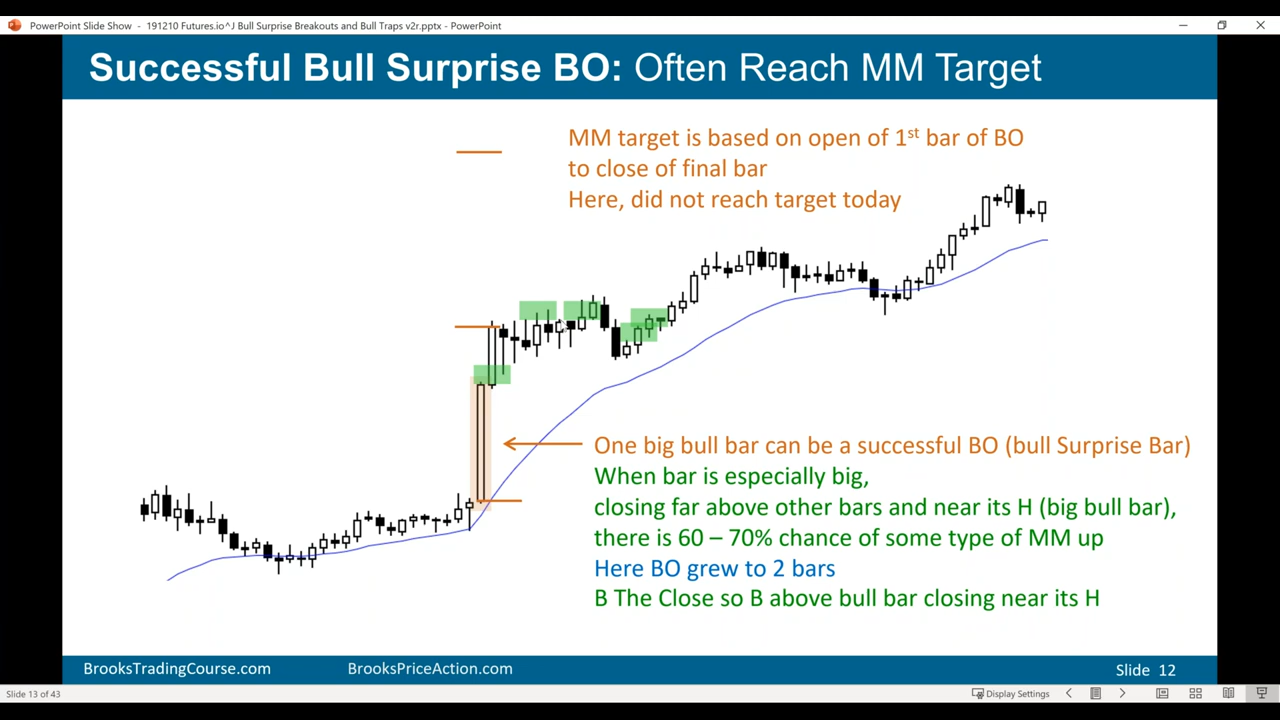 PowerPoint Slide Show - 191210 Futures.io^J Bull Surprise Breakouts and Bull Traps v2r.pptx - PowerPoint
Successful Bull Surprise BO: Often Reach MM Target
MM target is based on open of 1st bar of BO
to close of final bar
Here, did not reach target today
One big bull bar can be a successful BO (bull Surprise Bar)
When bar is especially big,
closing far above other bars and near its H (big bull bar),
there is 60 – 70% chance of some type of MM up
Here BO grew to 2 bars
B The Close so B above bull bar closing near its H
BrooksTradingCourse.com
BrooksPriceAction.com
Slide 12
Slide 13 of 43
Display Settings